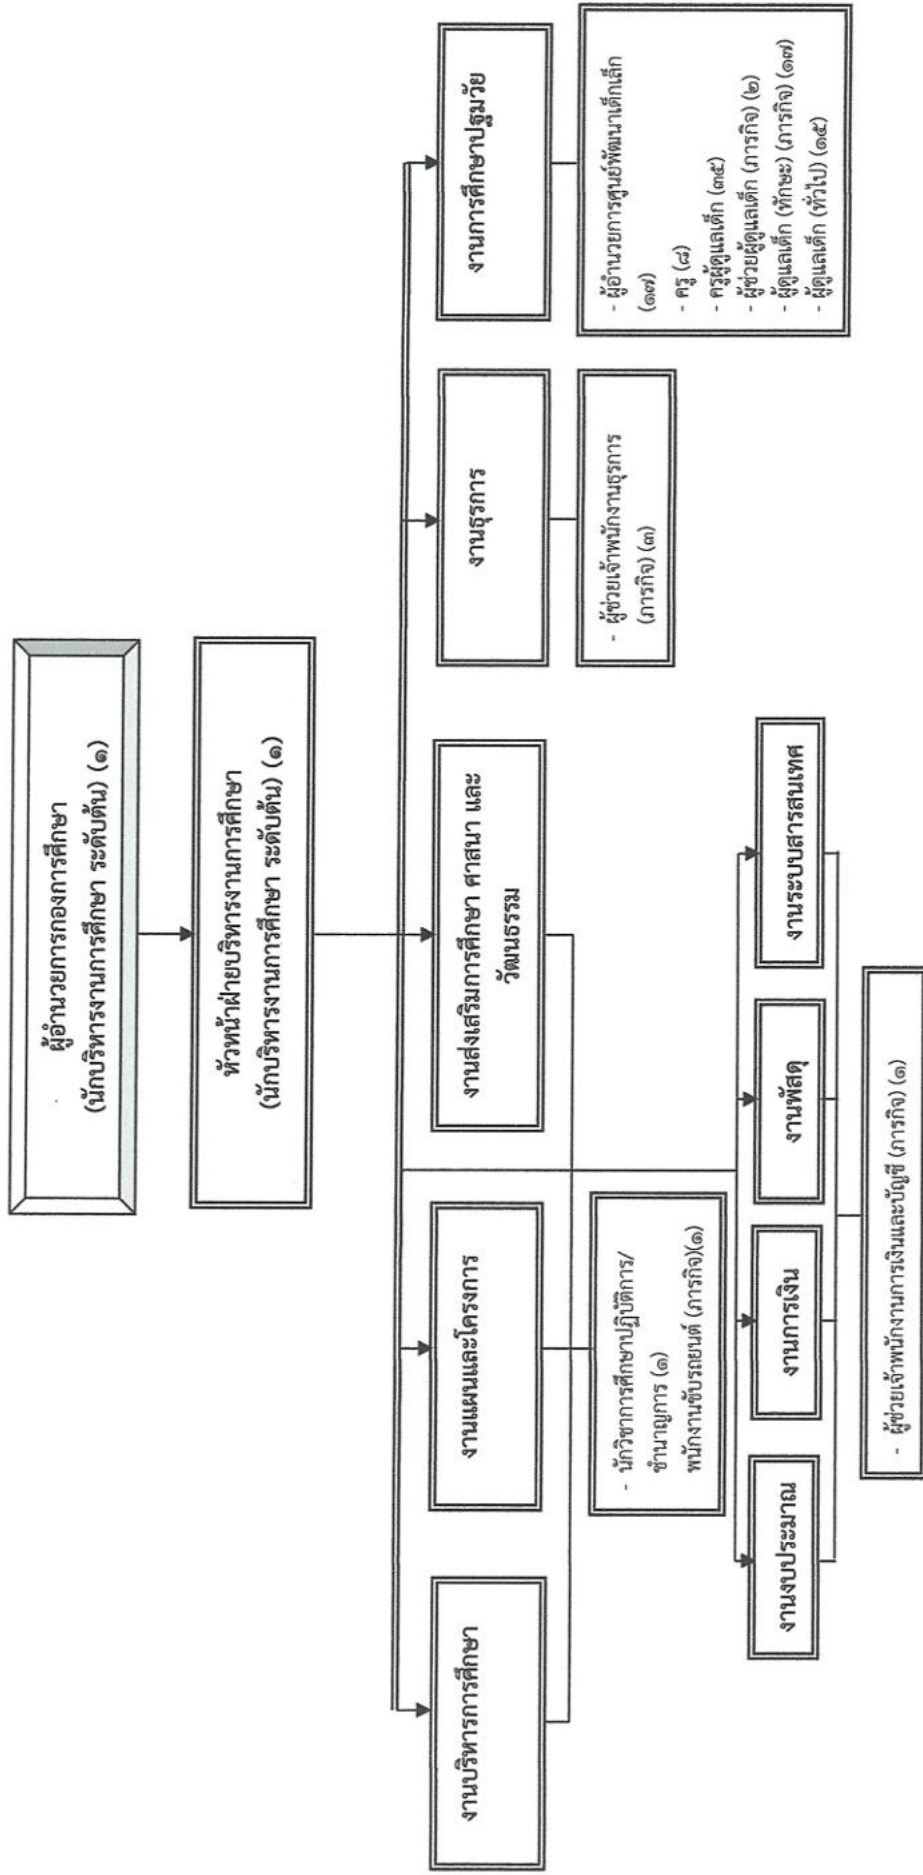 ผู้อำนวยการกองการศึกษา
(นักบริหารงานการศึกษา ระดับต้น) (๑)
หัวหน้าฝ่ายบริหารงานการศึกษา
(นักบริหารงานการศึกษา ระดับต้น) (๑)
งานบริหารการศึกษา
งานแผนและโครงการ
งานส่งเสริมการศึกษา ศาสนา และ
วัฒนธรรม
งานธุรการ
งานการศึกษาปฐมวัย
- นักวิชาการศึกษาปฏิบัติการ/
ชำนาญการ (๑)
พนักงานขับรถยนต์ (ภารกิจ)(๑)
- ผู้ช่วยเจ้าพนักงานธุรการ
(ภารกิจ) (๓)
- ผู้อำนวยการศูนย์พัฒนาเด็กเล็ก
(๑๗)
- ครู (๘)
- ครูผู้ดูแลเด็ก (๓๕)
- ผู้ช่วยผู้ดูแลเด็ก (ภารกิจ) (๒)
- ผู้ดูแลเด็ก (ทักษะ) (ภารกิจ) (๑๗)
- ผู้ดูแลเด็ก (ทั่วไป) (๑๕)
งานงบประมาณ
งานการเงิน
งานพัสดุ
งานระบบสารสนเทศ
- ผู้ช่วยเจ้าพนักงานการเงินและบัญชี (ภารกิจ) (๑)